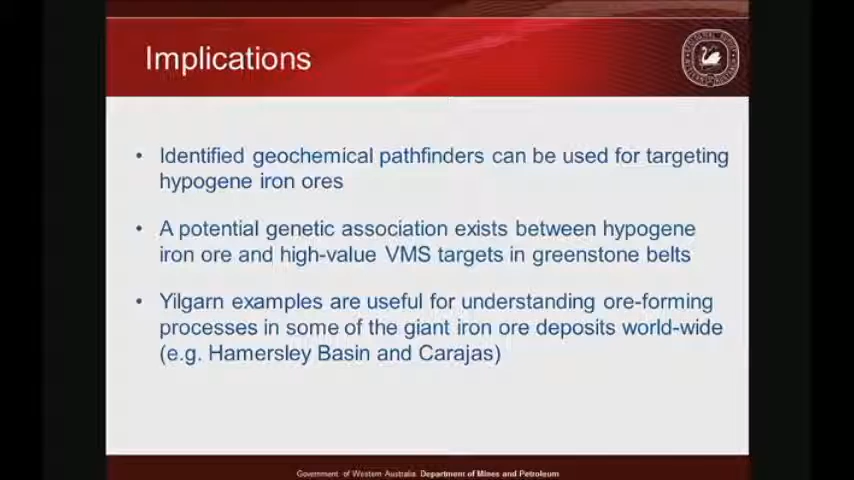 Implications
• Identified geochemical pathfinders can be used for targeting
hypogene iron ores
• A potential genetic association exists between hypogene
iron ore and high-value VMS targets in greenstone belts
• Yilgarn examples are useful for understanding ore-forming
processes in some of the giant iron ore deposits world-wide
(e.g. Hamersley Basin and Carajas)
Government of Western Australia Department of Mines and Petroleum